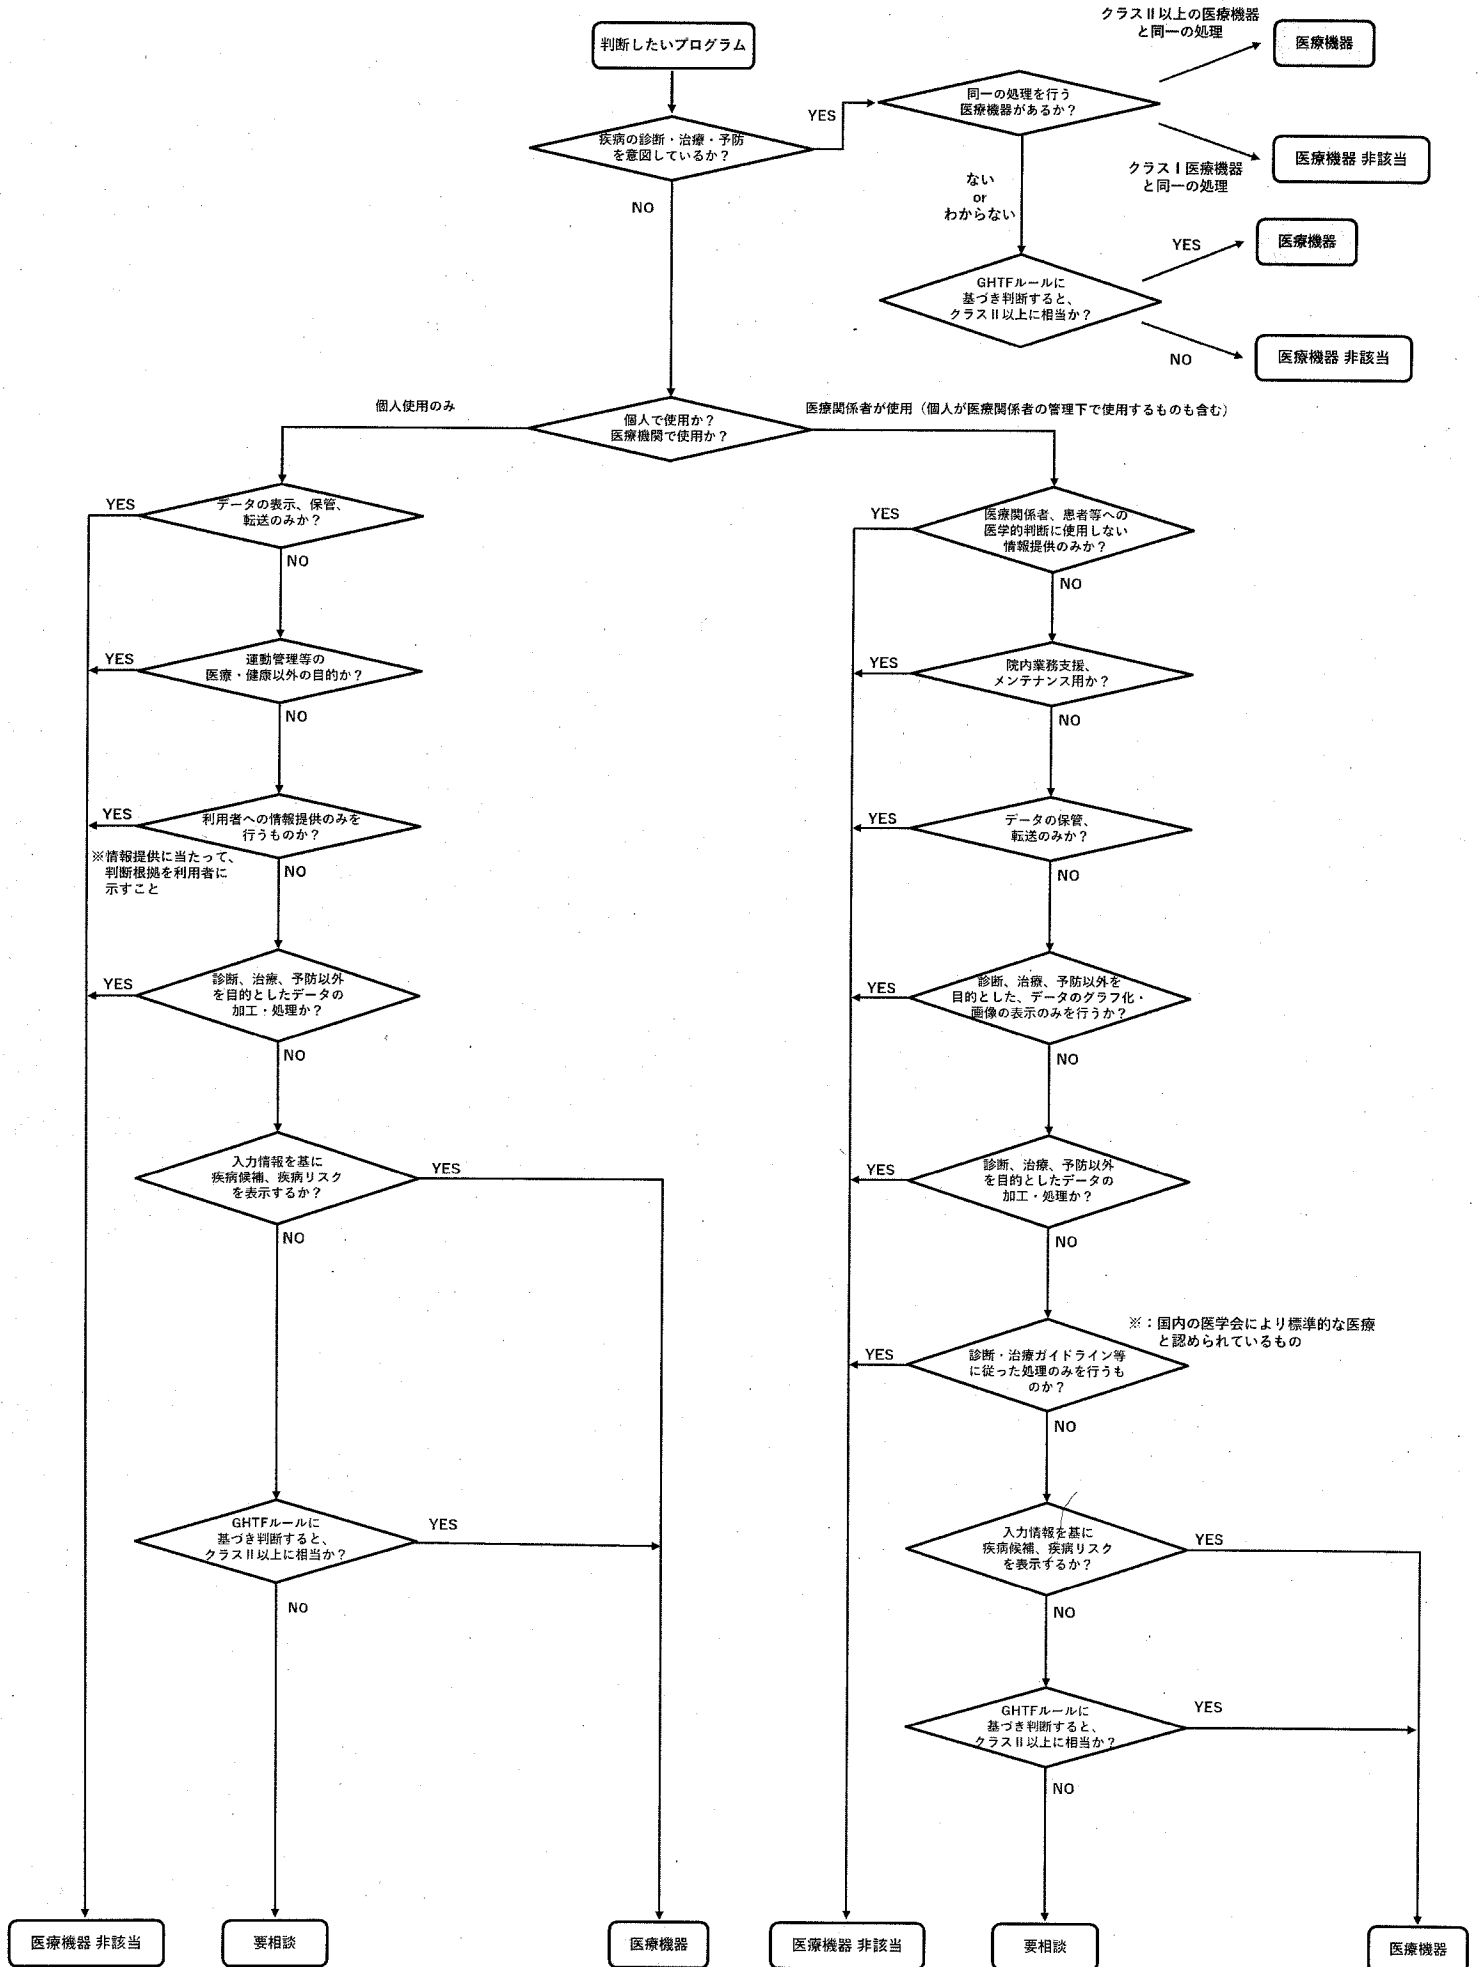 判断したいプログラム
疾病の診断・治療・予防
を意図しているか？
YES
NO
同一の処理を行う
医療機器があるか？
クラスⅡ以上の医療機器
と同一の処理
医療機器
クラスⅠ医療機器
と同一の処理
医療機器 非該当
ない
or
わからない
GHTFルールに
基づき判断すると、
クラスⅡ以上に相当か？
YES
医療機器
NO
医療機器 非該当
個人で使用か？
医療機関で使用か？
個人使用のみ
医療関係者が使用（個人が医療関係者の管理下で使用するものも含む）
データの表示、保管、
転送のみか？
YES
NO
運動管理等の
医療・健康以外の目的か？
YES
NO
利用者への情報提供のみを
行うものか？
YES
※情報提供に当たって、
判断根拠を利用者に
示すこと
NO
診断、治療、予防以外
を目的としたデータの
加工・処理か？
YES
NO
入力情報を基に
疾病候補、疾病リスク
を表示するか？
YES
NO
GHTFルールに
基づき判断すると、
クラスⅡ以上に相当か？
YES
NO
医療機器 非該当
要相談
医療機器
医療関係者、患者等への
医学的判断に使用しない
情報提供のみか？
YES
NO
院内業務支援、
メンテナンス用か？
YES
NO
データの保管、
転送のみか？
YES
NO
診断、治療、予防以外を
目的とした、データのグラフ化・
画像の表示のみを行うか？
YES
NO
診断、治療、予防以外
を目的としたデータの
加工・処理か？
YES
NO
※：国内の医学会により標準的な医療
と認められているもの
診断・治療ガイドライン等
に従った処理のみを行うも
のか？
YES
NO
入力情報を基に
疾病候補、疾病リスク
を表示するか？
YES
NO
GHTFルールに
基づき判断すると、
クラスⅡ以上に相当か？
YES
NO
医療機器 非該当
要相談
医療機器